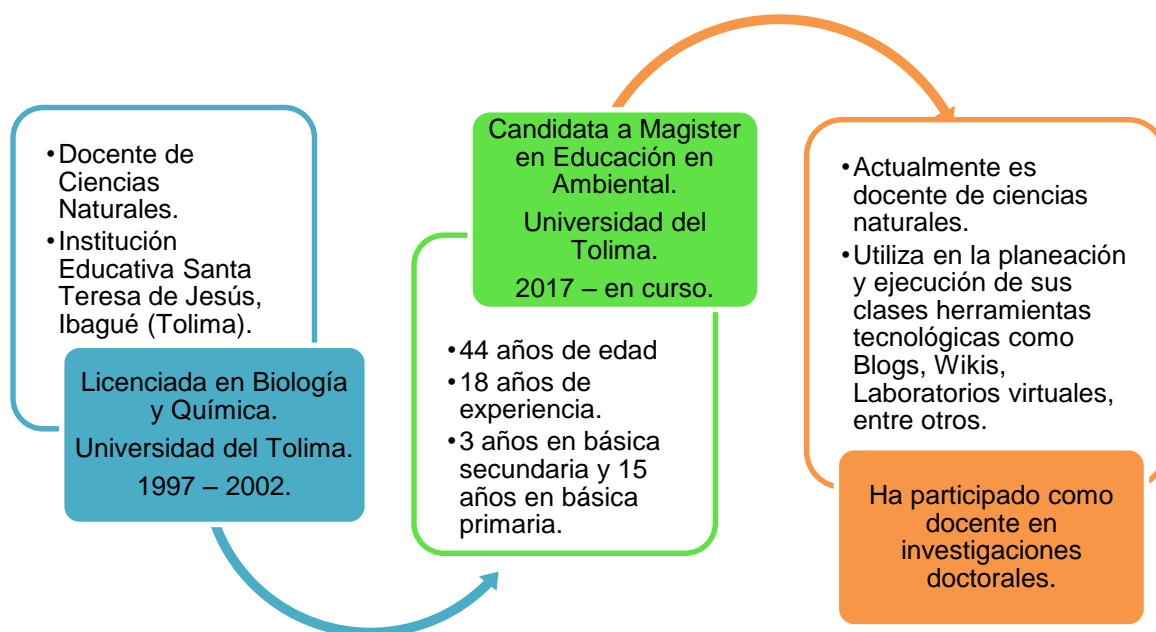 •Docente de
Ciencias
Naturales.
•Institución
Educativa Santa
Teresa de Jesús,
Ibagué (Tolima).
Licenciada en Biología
y Química.
Universidad del Tolima.
1997 – 2002.
Candidata a Magister
en Educación en
Ambiental.
Universidad del
Tolima.
2017 – en curso.
•44 años de edad
•18 años de
experiencia.
•3 años en básica
secundaria y 15
años en básica
primaria.
•Actualmente es
docente de ciencias
naturales.
•Utiliza en la planeación
y ejecución de sus
clases herramientas
tecnológicas como
Blogs, Wikis,
Laboratorios virtuales,
entre otros.
Ha participado como
docente en
investigaciones
doctorales.